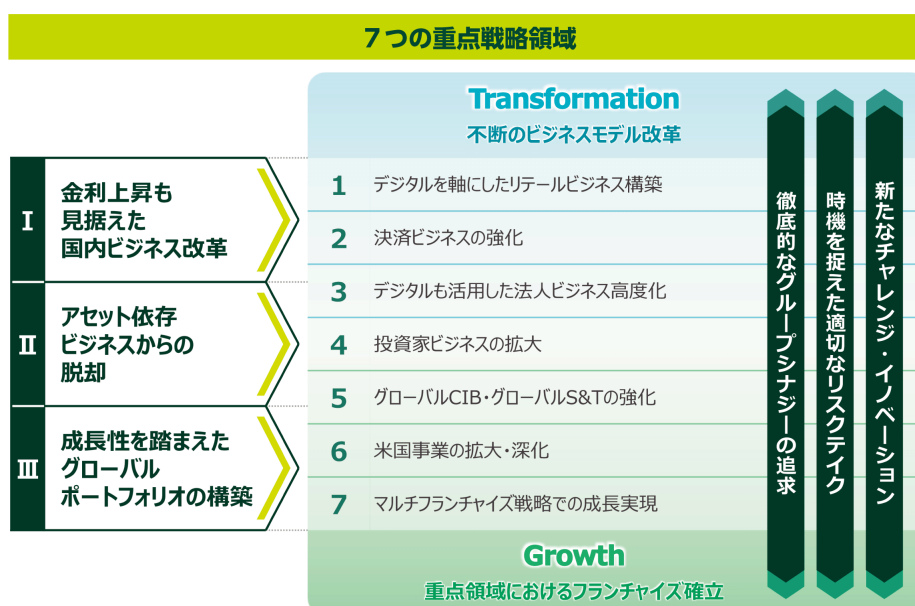 7つの重点戦略領域
Transformation
不断のビジネスモデル改革
Ⅰ
金利上昇も
見据えた
国内ビジネス改革
Ⅱ
アセット依存
ビジネスからの
脱却
Ⅲ
成長性を踏まえた
グローバル
ポートフォリオの構築
1 デジタルを軸にしたリテールビジネス構築
2 決済ビジネスの強化
3 デジタルも活用した法人ビジネス高度化
4 投資家ビジネスの拡大
5 グローバルCIB・グローバルS&Tの強化
6 米国事業の拡大・深化
7 マルチフランチャイズ戦略での成長実現
Growth
重点領域におけるフランチャイズ確立
徹底的なグループシナジーの追求
時機を捉えた適切なリスクテイク
新たなチャレンジ・イノベーション